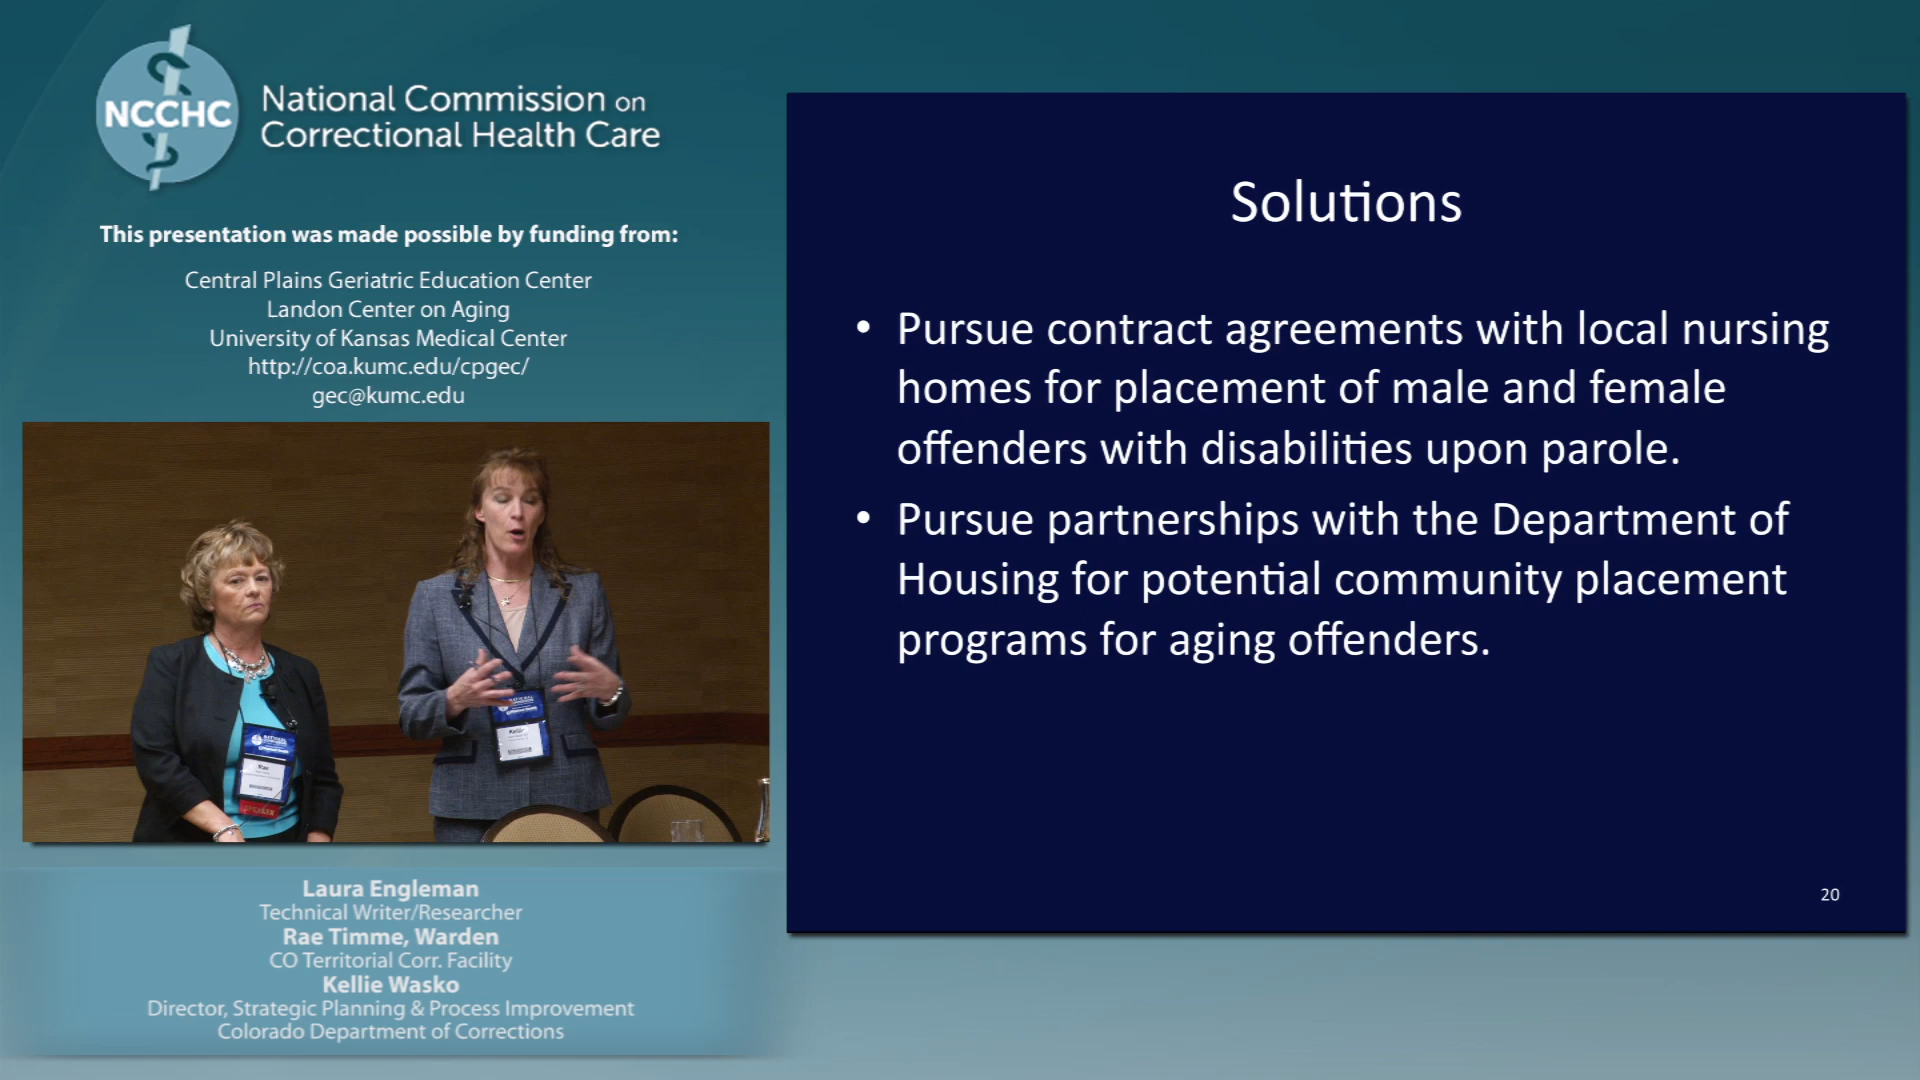 NCCHC
National Commission on
Correctional Health Care
This presentation was made possible by funding from:
Central Plains Geriatric Education Center
Landon Center on Aging
University of Kansas Medical Center
http://coa.kumc.edu/cpgec/
gec@kumc.edu
Rae
SPEAKER
Kellie
Laura Engleman
Technical Writer/Researcher
Rae Timme, Warden
CO Territorial Corr. Facility
Kellie Wasko
Director, Strategic Planning & Process Improvement
Colorado Department of Corrections
Solutions
• Pursue contract agreements with local nursing
homes for placement of male and female
offenders with disabilities upon parole.
• Pursue partnerships with the Department of
Housing for potential community placement
programs for aging offenders.
20